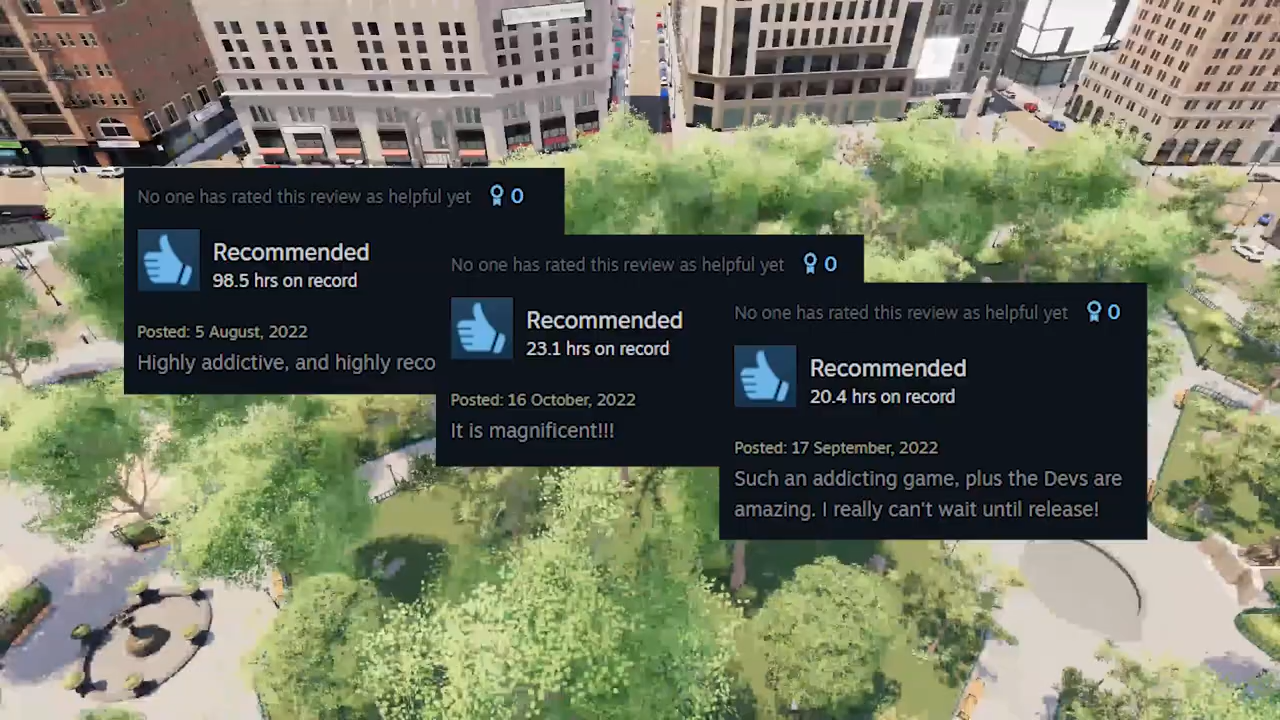 No one has rated this review as helpful yet 0
Recommended
98.5 hrs on record
Posted: 5 August, 2022
Highly addictive, and highly reco
No one has rated this review as helpful yet 0
Recommended
23.1 hrs on record
Posted: 16 October, 2022
It is magnificent!!!
No one has rated this review as helpful yet 0
Recommended
20.4 hrs on record
Posted: 17 September, 2022
Such an addicting game, plus the Devs are
amazing. I really can't wait until release!